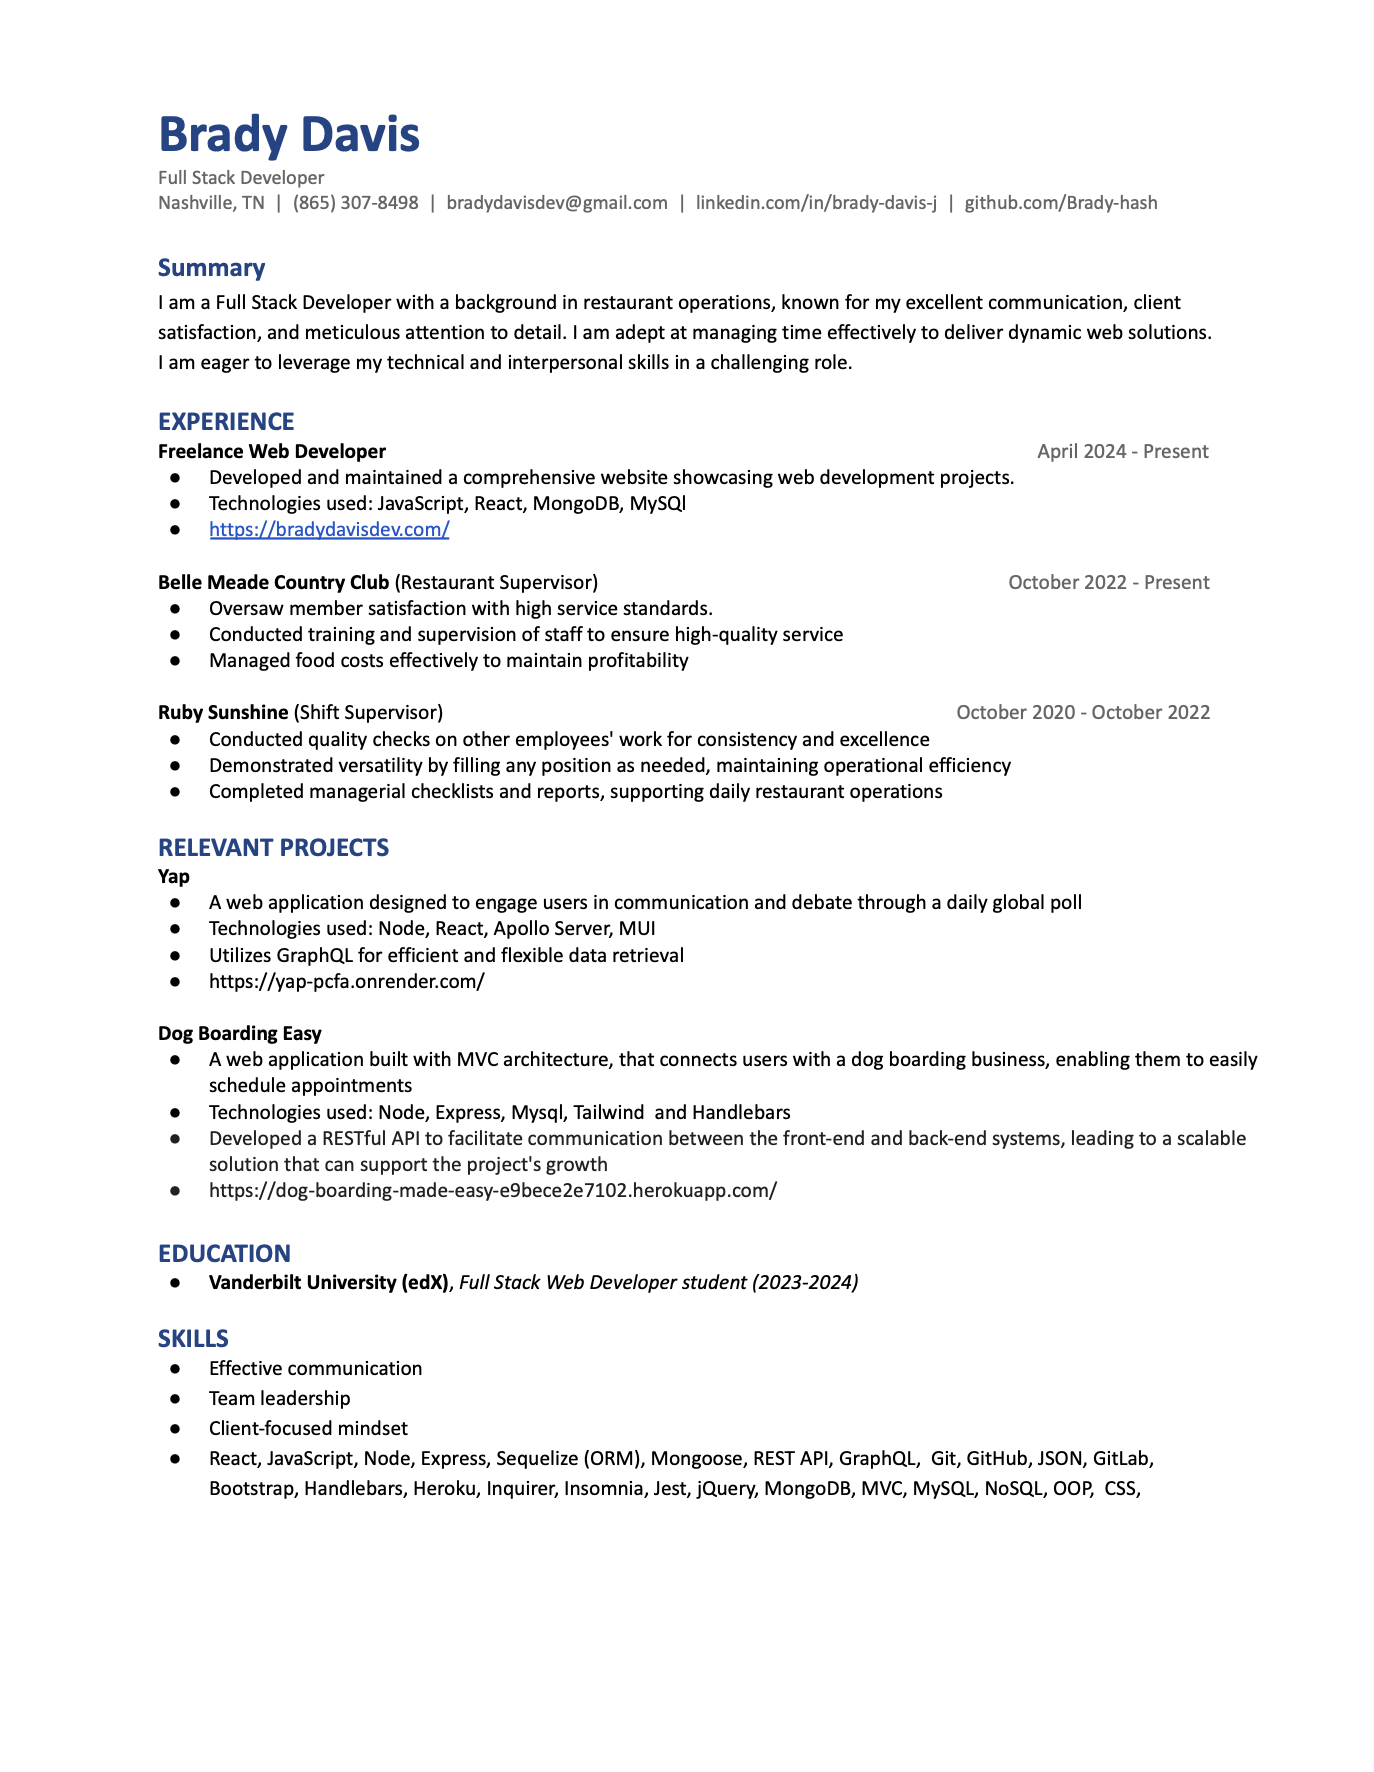 Brady Davis
Full Stack Developer
Nashville, TN | (865) 307-8498 | bradydavisdev@gmail.com | linkedin.com/in/brady-davis-j | github.com/Brady-hash
Summary
I am a Full Stack Developer with a background in restaurant operations, known for my excellent communication, client
satisfaction, and meticulous attention to detail. I am adept at managing time effectively to deliver dynamic web solutions.
I am eager to leverage my technical and interpersonal skills in a challenging role.
EXPERIENCE
Freelance Web Developer April 2024 - Present
● Developed and maintained a comprehensive website showcasing web development projects.
● Technologies used: JavaScript, React, MongoDB, MySQl
● https://bradydavisdev.com/
Belle Meade Country Club (Restaurant Supervisor) October 2022 - Present
● Oversaw member satisfaction with high service standards.
● Conducted training and supervision of staff to ensure high-quality service
● Managed food costs effectively to maintain profitability
Ruby Sunshine (Shift Supervisor) October 2020 - October 2022
● Conducted quality checks on other employees' work for consistency and excellence
● Demonstrated versatility by filling any position as needed, maintaining operational efficiency
● Completed managerial checklists and reports, supporting daily restaurant operations
RELEVANT PROJECTS
Yap
● A web application designed to engage users in communication and debate through a daily global poll
● Technologies used: Node, React, Apollo Server, MUI
● Utilizes GraphQL for efficient and flexible data retrieval
● https://yap-pcfa.onrender.com/
Dog Boarding Easy
● A web application built with MVC architecture, that connects users with a dog boarding business, enabling them to easily
schedule appointments
● Technologies used: Node, Express, Mysql, Tailwind  and Handlebars
● Developed a RESTful API to facilitate communication between the front-end and back-end systems, leading to a scalable
solution that can support the project's growth
● https://dog-boarding-made-easy-e9bece2e7102.herokuapp.com/
EDUCATION
● Vanderbilt University (edX), Full Stack Web Developer student (2023-2024)
SKILLS
● Effective communication
● Team leadership
● Client-focused mindset
● React, JavaScript, Node, Express, Sequelize (ORM), Mongoose, REST API, GraphQL,  Git, GitHub, JSON, GitLab,
Bootstrap, Handlebars, Heroku, Inquirer, Insomnia, Jest, jQuery, MongoDB, MVC, MySQL, NoSQL, OOP,  CSS,